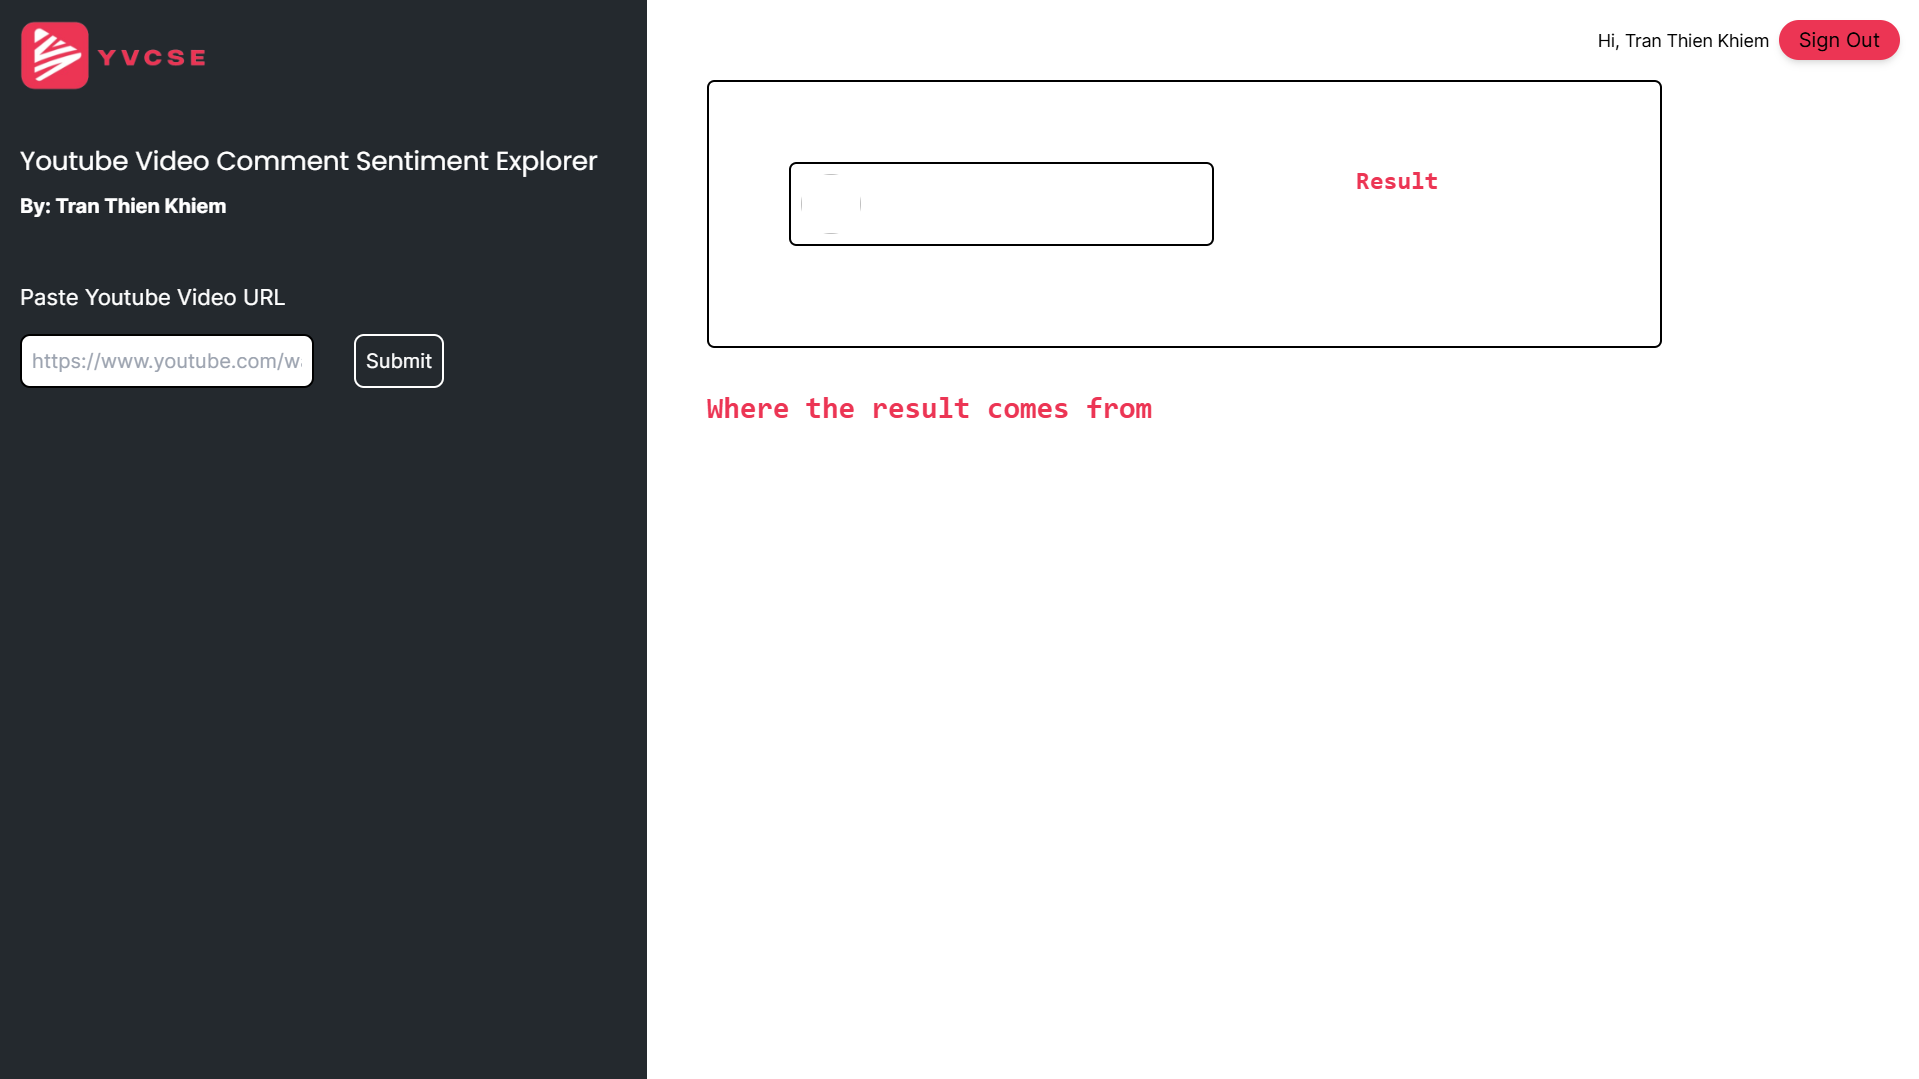 YVCSE
Youtube Video Comment Sentiment Explorer
By: Tran Thien Khiem
Paste Youtube Video URL
https://www.youtube.com/w
Submit
Hi, Tran Thien Khiem
Sign Out
Result
Where the result comes from